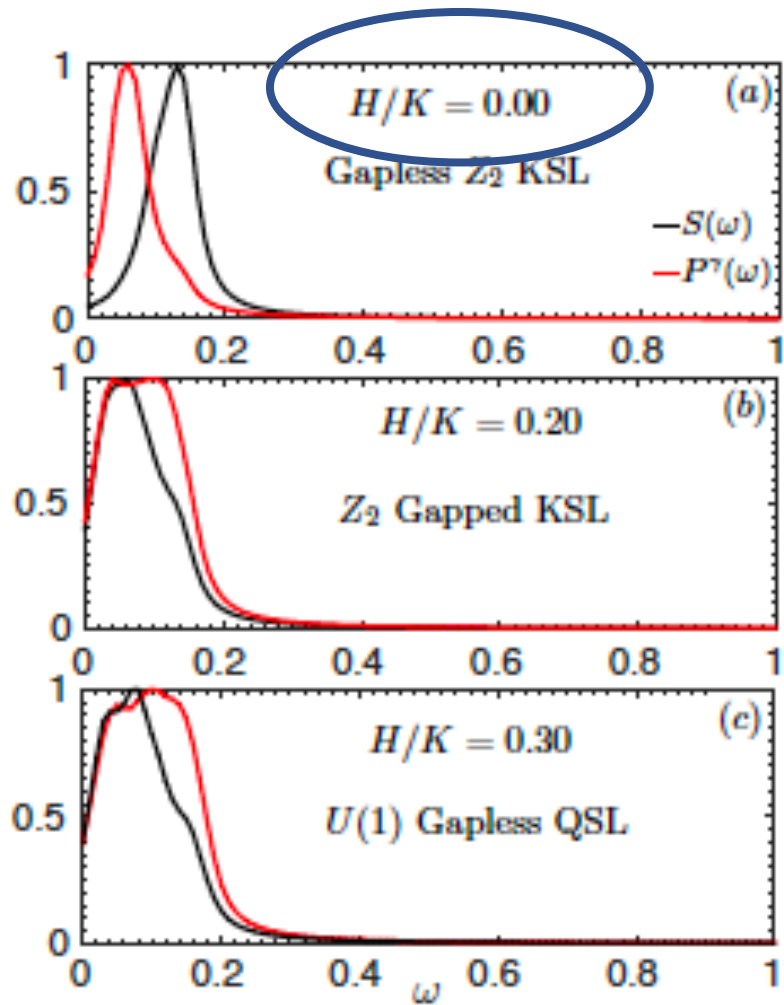 1
(a)
H/K = 0.00
Gapless Z₂ KSL
0.5
S(ω)
Pᵞ(ω)
0
0 0.2 0.4 0.6 0.8 1
1
(b)
H/K = 0.20
0.5
Z₂ Gapped KSL
0
0 0.2 0.4 0.6 0.8 1
1
(c)
H/K = 0.30
0.5
U(1) Gapless QSL
0
0 0.2 0.4 0.6 0.8 1
ω